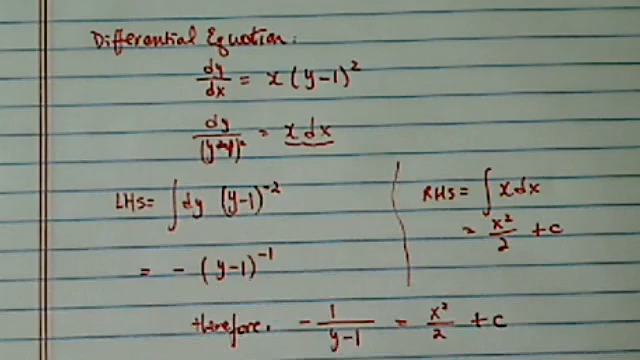 Differential Equation:
dy/dx = x (y-1)²
dy/(y-1)² = x dx
LHS = ∫ dy (y-1)⁻²
= - (y-1)⁻¹
RHS = ∫ x dx
= x²/2 + c
therefore, - 1/(y-1) = x²/2 + c